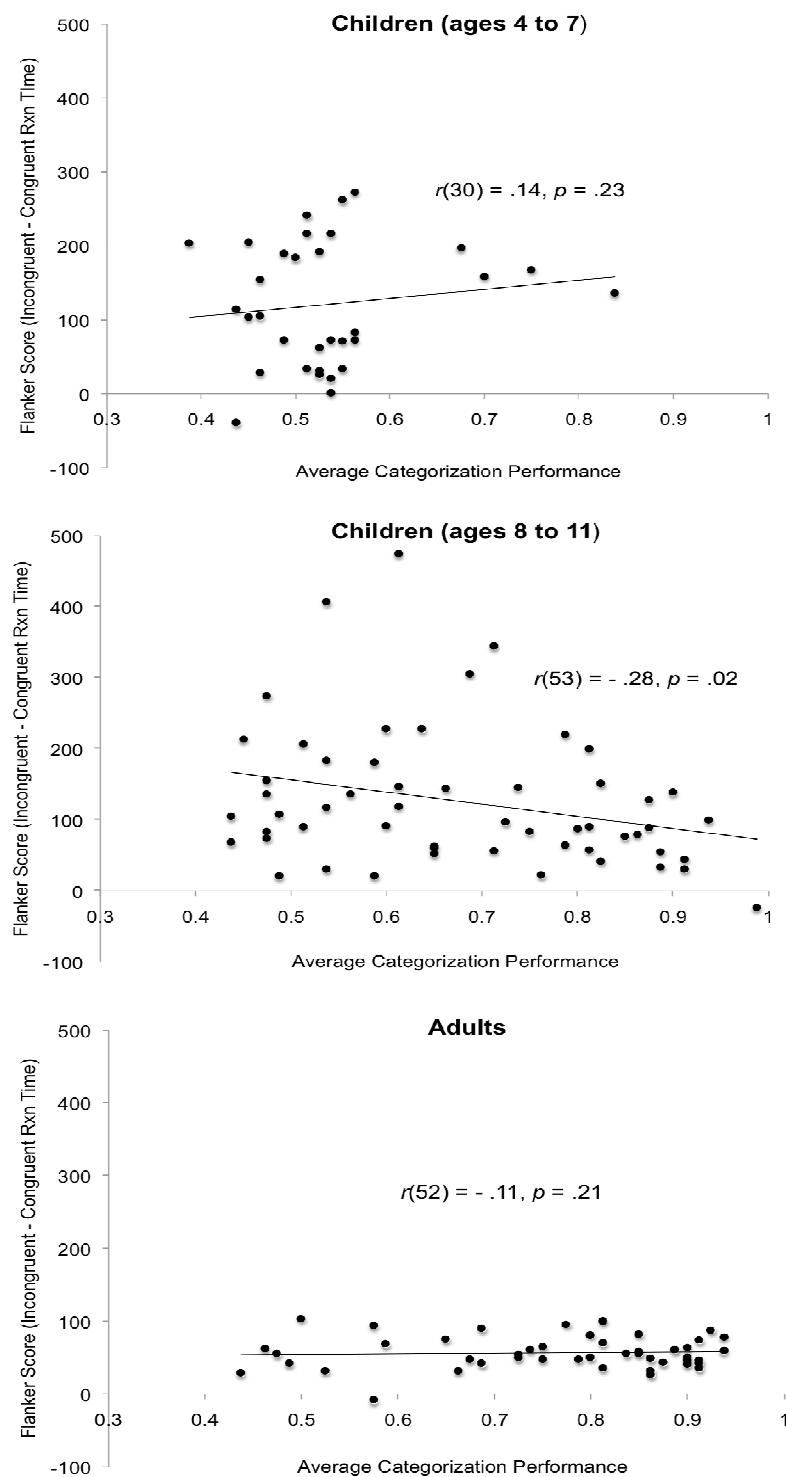 Children (ages 4 to 7)
Flanker Score (Incongruent - Congruent Rxn TIme)
500
400
300
200
100
0
-100
r(30) = .14, p = .23
0.3 0.4 0.5 0.6 0.7 0.8 0.9 1
Average Categorization Performance
Children (ages 8 to 11)
Flanker Score (Incongruent - Congruent Rxn Time)
500
400
300
200
100
0
-100
r(53) = - .28, p = .02
0.3 0.4 0.5 0.6 0.7 0.8 0.9 1
Average Categorization Performance
Adults
Flanker Score (Incongruent - Congruent Rxn Time)
500
400
300
200
100
0
-100
r(52) = - .11, p = .21
0.3 0.4 0.5 0.6 0.7 0.8 0.9 1
Average Categorization Performance